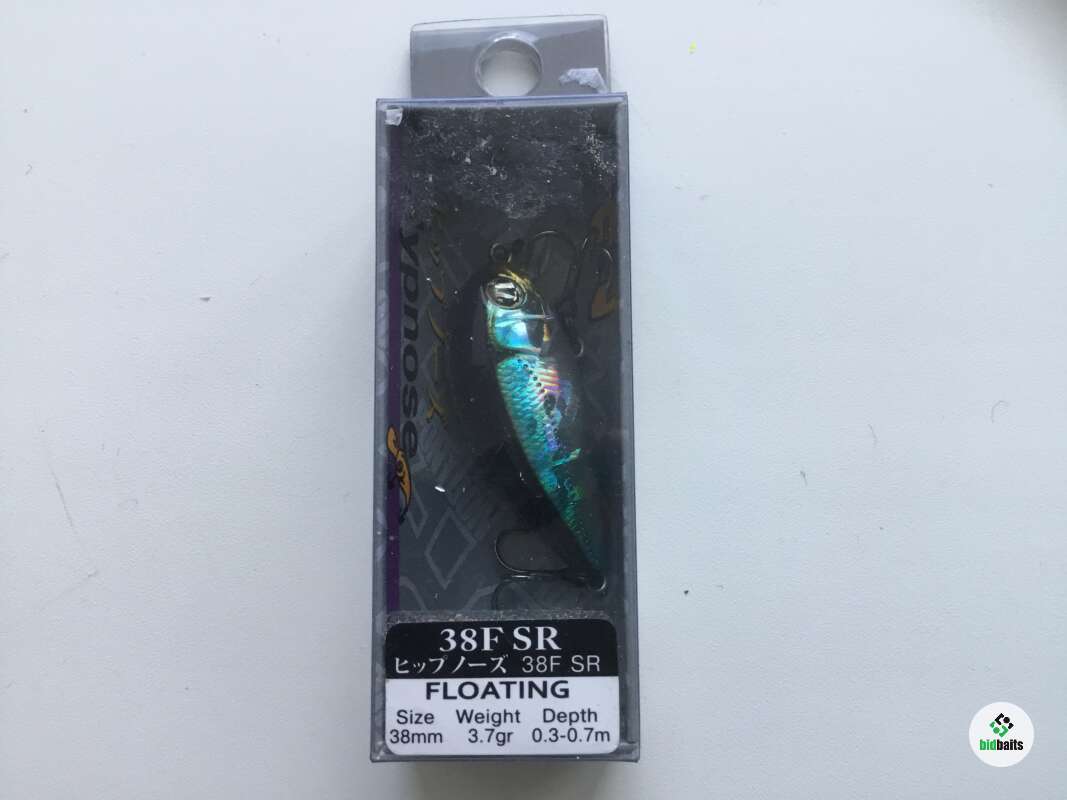 ypnose
38F SR
ヒップノーズ 38F SR
FLOATING
Size Weight Depth
38mm 3.7gr 0.3-0.7m
bidbaits